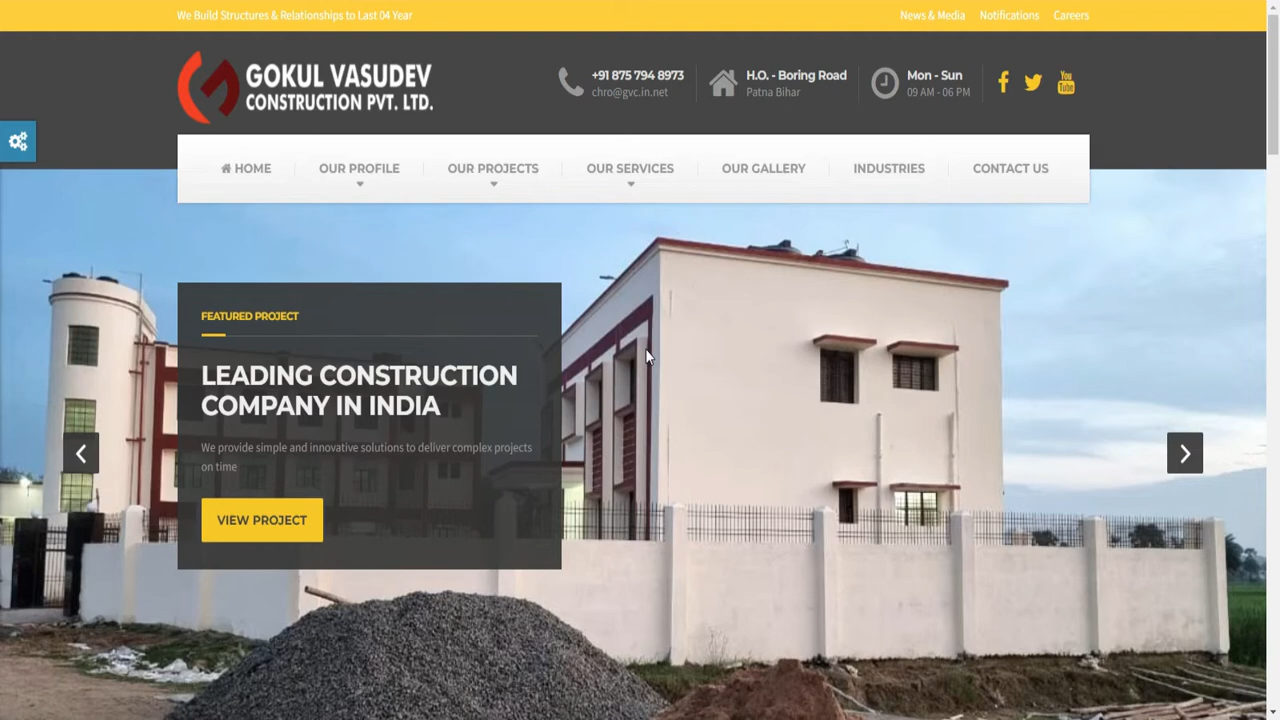 We Build Structures & Relationships to Last 04 Year
News & Media
Notifications
Careers
GOKUL VASUDEV
CONSTRUCTION PVT. LTD.
+91 875 794 8973
chro@gvc.in.net
H.O. - Boring Road
Patna Bihar
Mon - Sun
09 AM - 06 PM
You
Tube
HOME
OUR PROFILE
OUR PROJECTS
OUR SERVICES
OUR GALLERY
INDUSTRIES
CONTACT US
FEATURED PROJECT
LEADING CONSTRUCTION
COMPANY IN INDIA
We provide simple and innovative solutions to deliver complex projects
on time
VIEW PROJECT